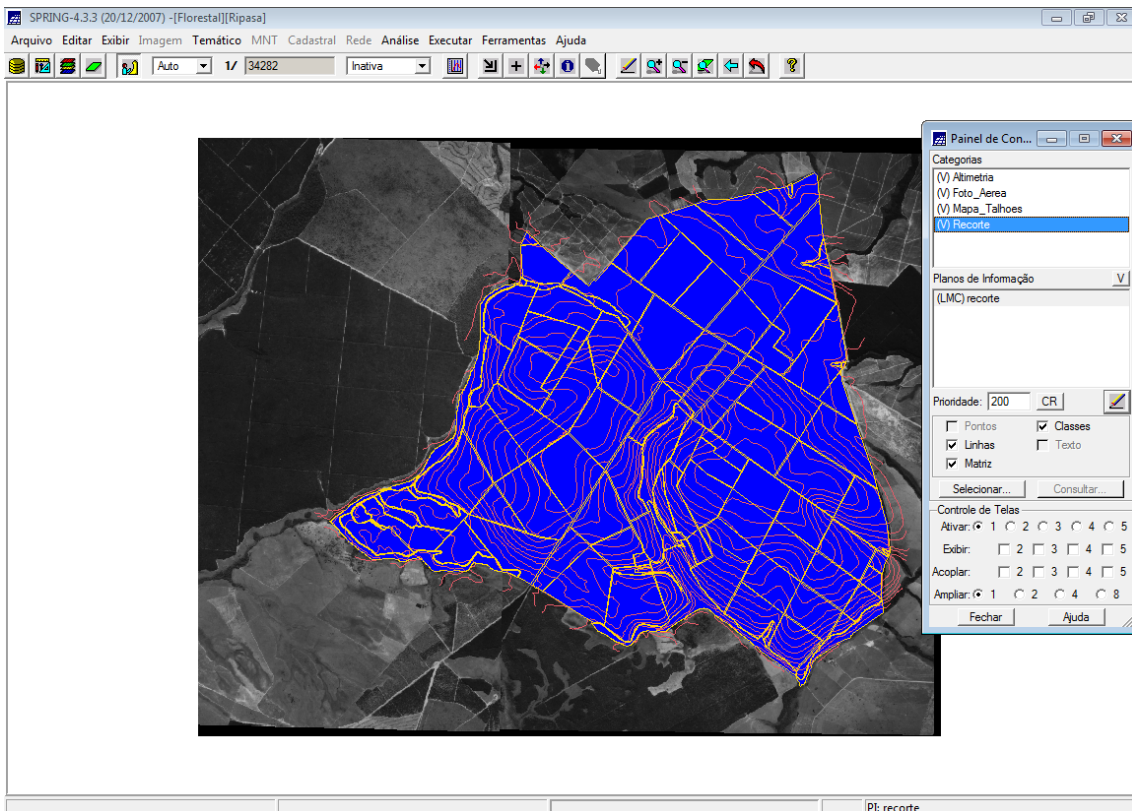 SPRING-4.3.3 (20/12/2007) -[Florestal][Ripasa]
Arquivo Editar Exibir Imagem Temático MNT Cadastral Rede Análise Executar Ferramentas Ajuda
Auto 1/ 34282 Inativa
Painel de Con...
Categorias
(V) Altimetria
(V) Foto_Aerea
(V) Mapa_Talhoes
(V) Recorte
Planos de Informação V
(LMC) recorte
Prioridade: 200 CR
Pontos Classes
Linhas Texto
Matriz
Selecionar... Consultar...
Controle de Telas
Ativar: 1 2 3 4 5
Exibir: 2 3 4 5
Acoplar: 2 3 4 5
Ampliar: 1 2 4 8
Fechar Ajuda
PI: recorte